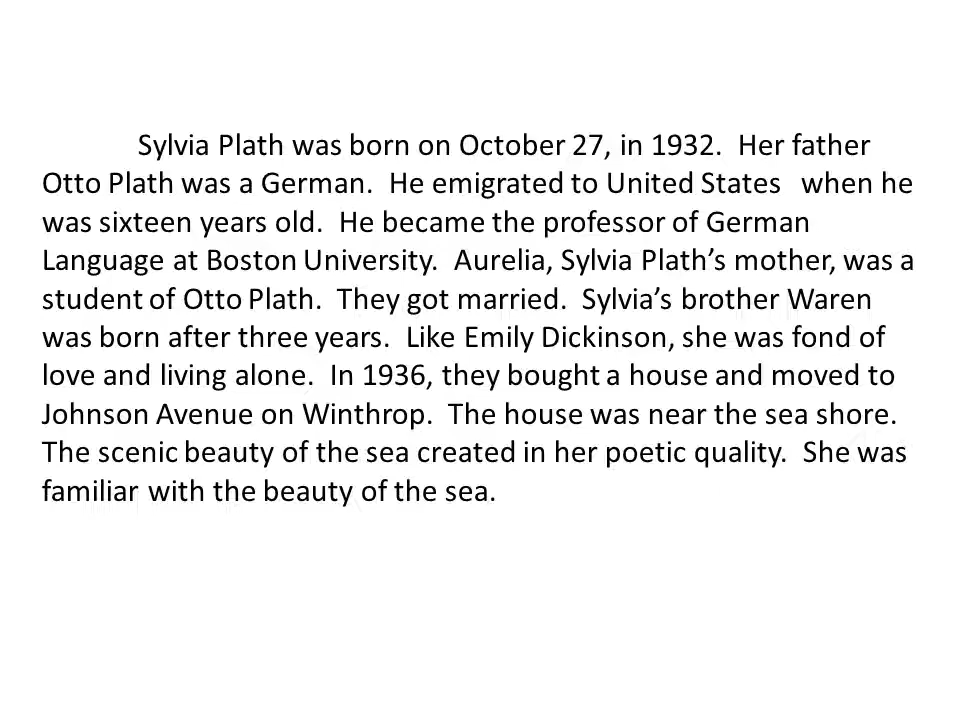 Sylvia Plath was born on October 27, in 1932. Her father
Otto Plath was a German. He emigrated to United States when he
was sixteen years old. He became the professor of German
Language at Boston University. Aurelia, Sylvia Plath’s mother, was a
student of Otto Plath. They got married. Sylvia’s brother Waren
was born after three years. Like Emily Dickinson, she was fond of
love and living alone. In 1936, they bought a house and moved to
Johnson Avenue on Winthrop. The house was near the sea shore.
The scenic beauty of the sea created in her poetic quality. She was
familiar with the beauty of the sea.